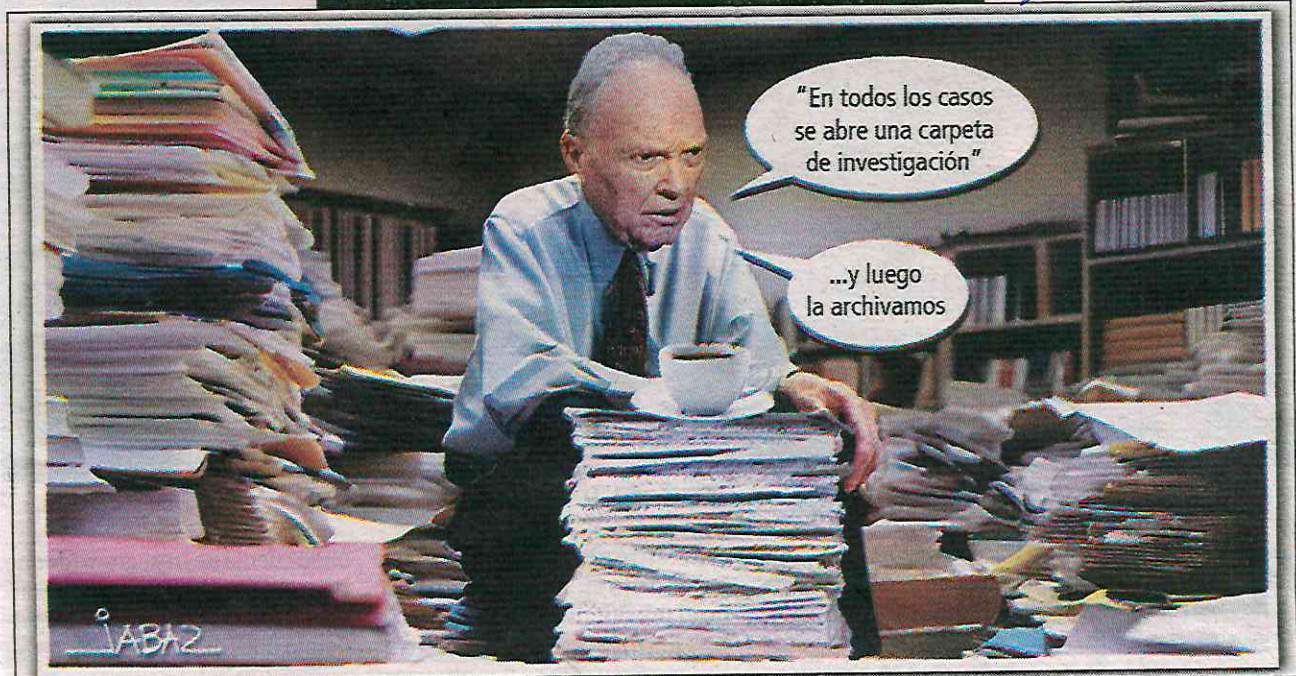 "En todos los casos
se abre una carpeta
de investigación"
...y luego
la archivamos
JABAZ